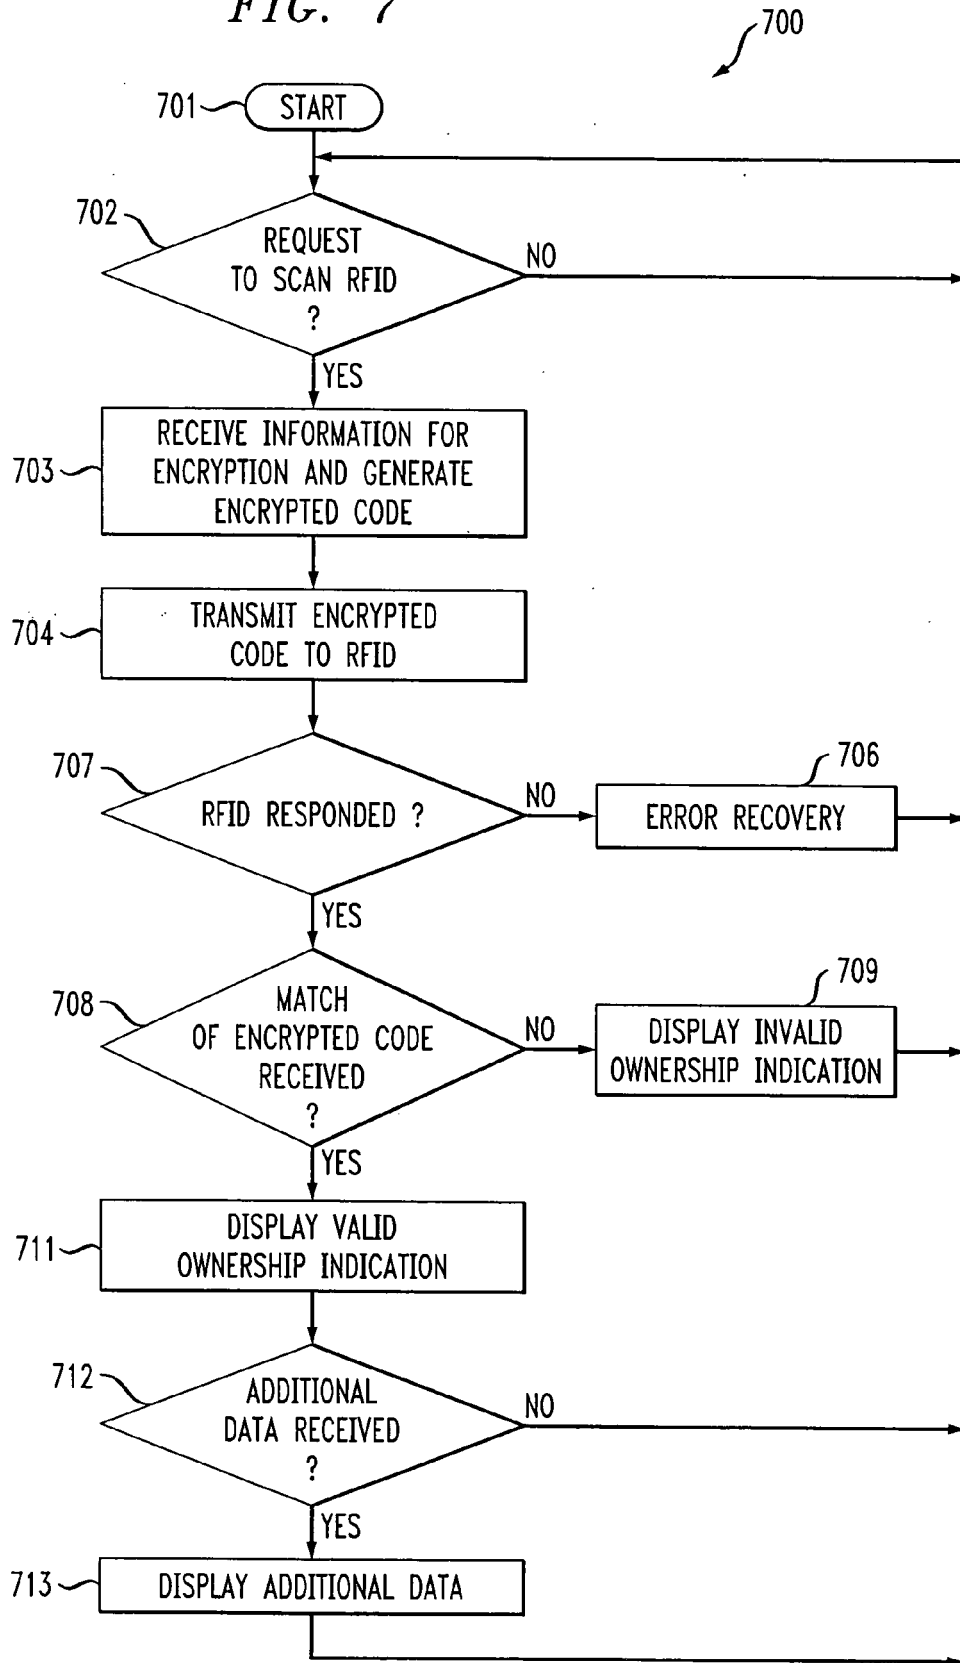 FIG. 7
700
701
START
702
REQUEST
TO SCAN RFID
?
NO
YES
703
RECEIVE INFORMATION FOR
ENCRYPTION AND GENERATE
ENCRYPTED CODE
704
TRANSMIT ENCRYPTED
CODE TO RFID
707
RFID RESPONDED ?
NO
706
ERROR RECOVERY
YES
708
MATCH
OF ENCRYPTED CODE
RECEIVED
?
NO
709
DISPLAY INVALID
OWNERSHIP INDICATION
YES
711
DISPLAY VALID
OWNERSHIP INDICATION
712
ADDITIONAL
DATA RECEIVED
?
NO
YES
713
DISPLAY ADDITIONAL DATA